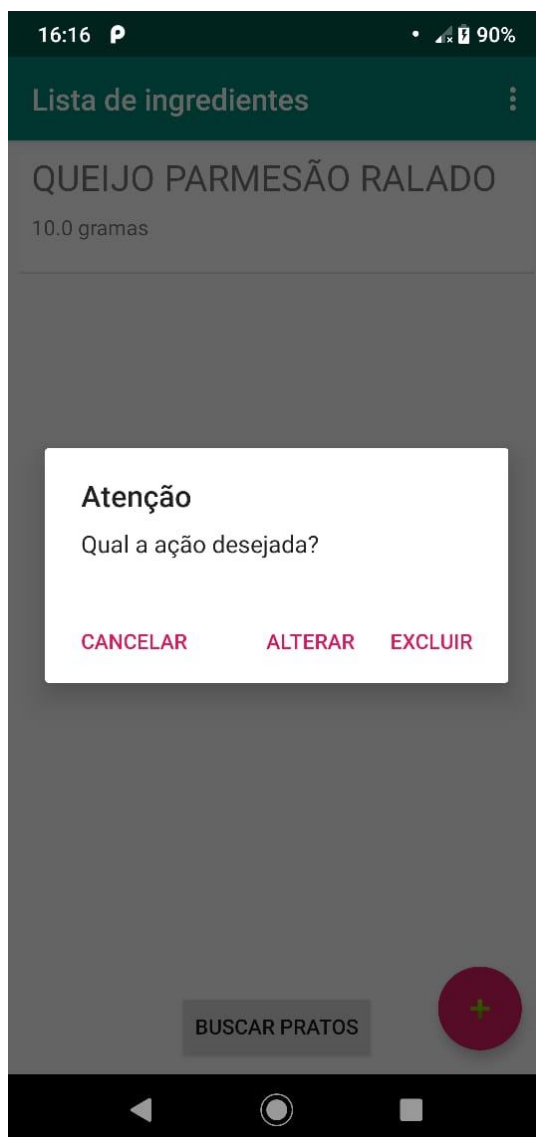 16:16 90%
Lista de ingredientes
QUEIJO PARMESÃO RALADO
10.0 gramas
Atenção
Qual a ação desejada?
CANCELAR ALTERAR EXCLUIR
+
BUSCAR PRATOS